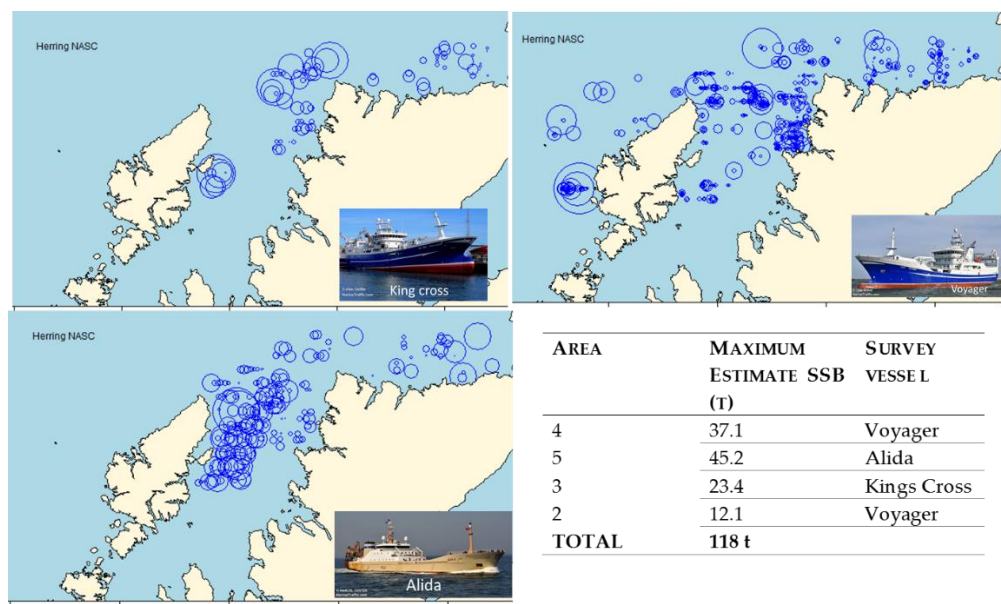 Herring NASC
King cross
Herring NASC
Voyager
Herring NASC
Alida
AREA MAXIMUM ESTIMATE SSB (T) SURVEY VESSEL
4 37.1 Voyager
5 45.2 Alida
3 23.4 Kings Cross
2 12.1 Voyager
TOTAL 118 t